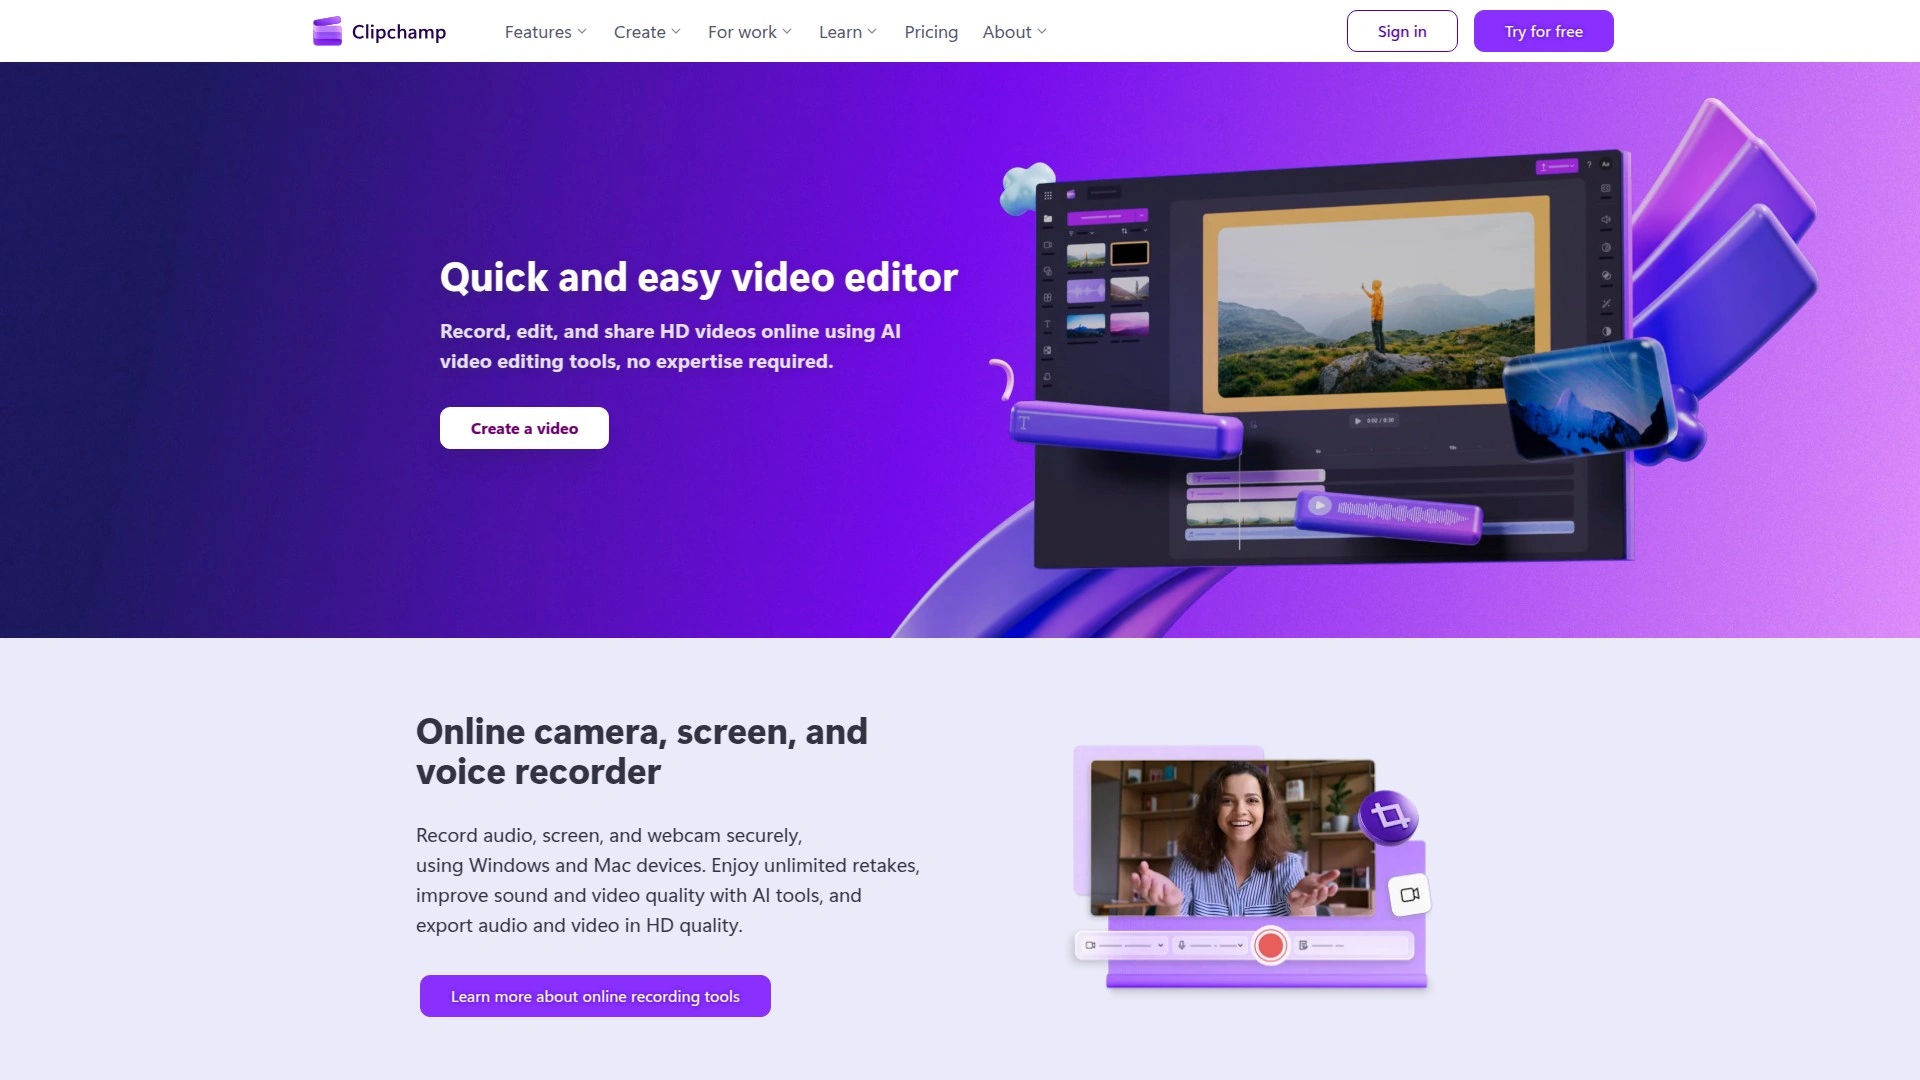 Clipchamp
Features
Create
For work
Learn
Pricing
About
Sign in
Try for free
Quick and easy video editor
Record, edit, and share HD videos online using AI
video editing tools, no expertise required.
Create a video
Online camera, screen, and
voice recorder
Record audio, screen, and webcam securely,
using Windows and Mac devices. Enjoy unlimited retakes,
improve sound and video quality with AI tools, and
export audio and video in HD quality.
Learn more about online recording tools